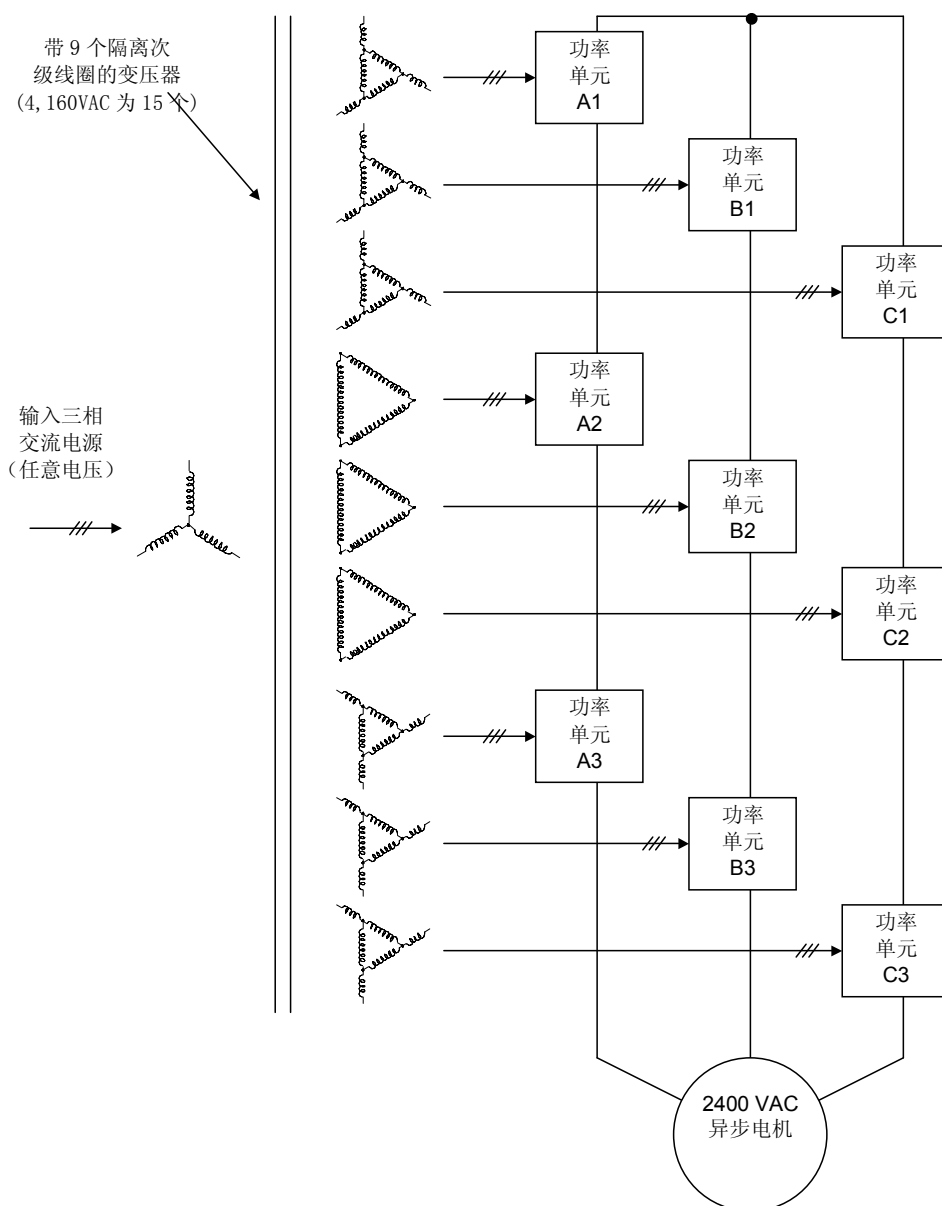 带 9 个隔离次
级线圈的变压器
(4,160VAC 为 15 个)
功率
单元
A1
功率
单元
B1
功率
单元
C1
功率
单元
A2
输入三相
交流电源
（任意电压）
功率
单元
B2
功率
单元
C2
功率
单元
A3
功率
单元
B3
功率
单元
C3
2400 VAC
异步电机